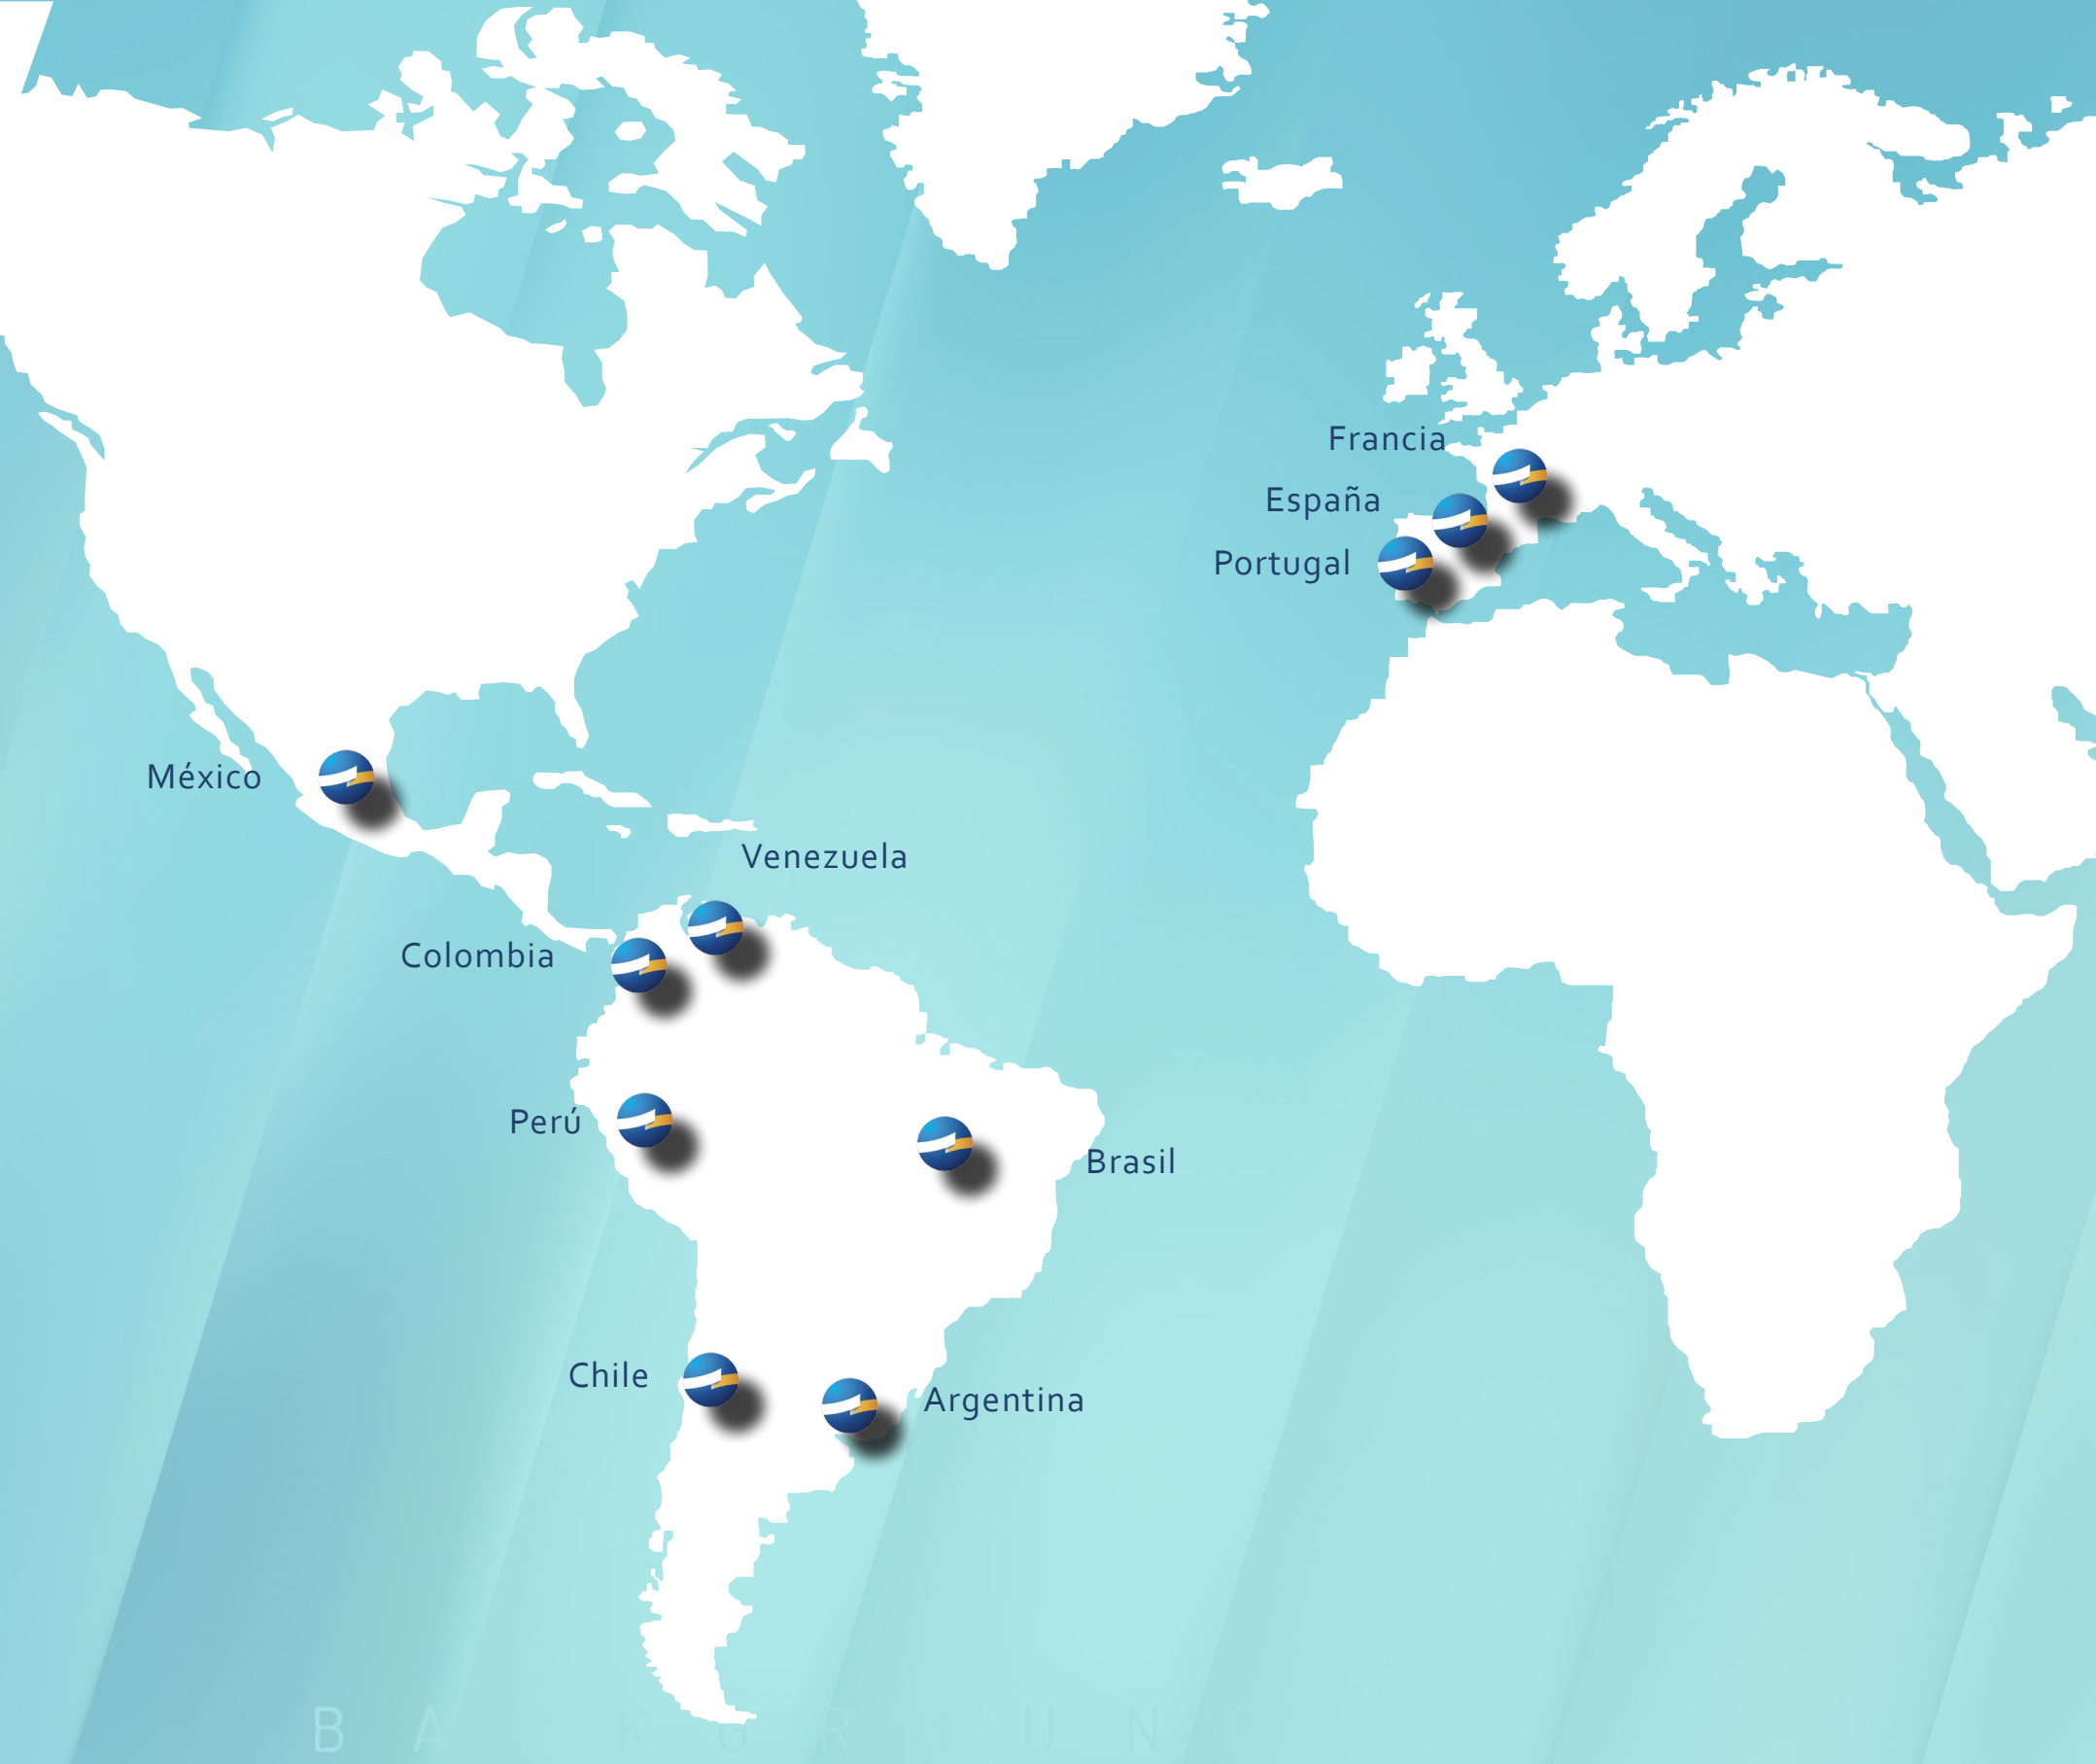 Francia
España
Portugal
México
Venezuela
Colombia
Perú
Brasil
Chile
Argentina